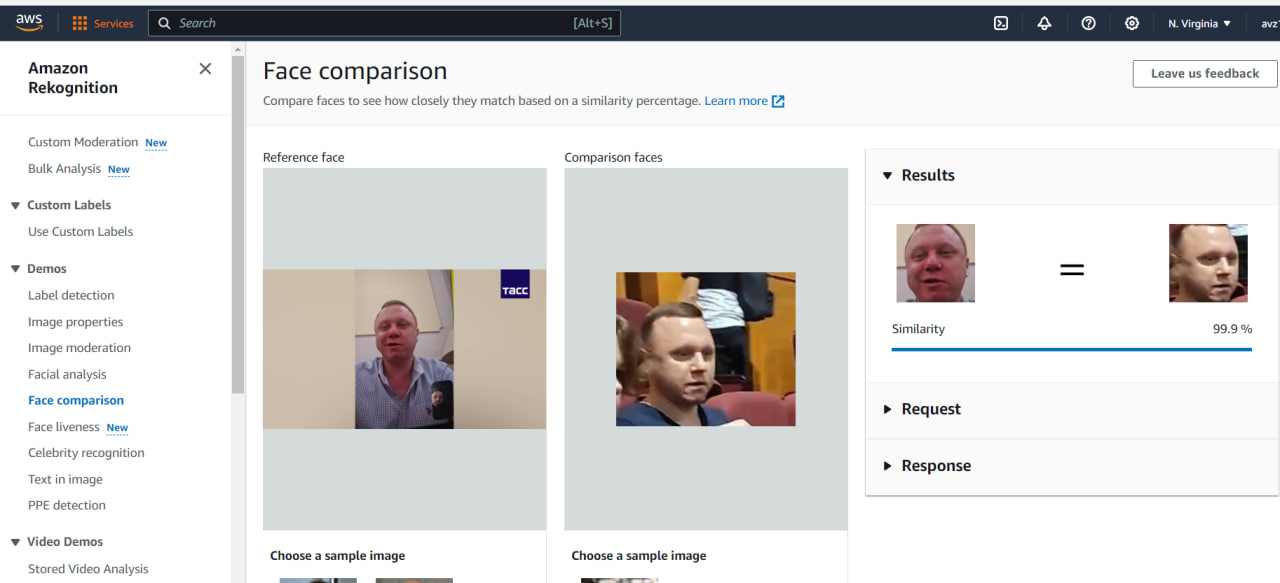 aws
Services
Search
[Alt+S]
N. Virginia
Amazon
Rekognition
Custom Moderation New
Bulk Analysis New
Custom Labels
Use Custom Labels
Demos
Label detection
Image properties
Image moderation
Facial analysis
Face comparison
Face liveness New
Celebrity recognition
Text in image
PPE detection
Video Demos
Stored Video Analysis
Face comparison
Compare faces to see how closely they match based on a similarity percentage. Learn more
Leave us feedback
Reference face
тасс
Choose a sample image
Comparison faces
Choose a sample image
Results
=
Similarity
99.9 %
Request
Response